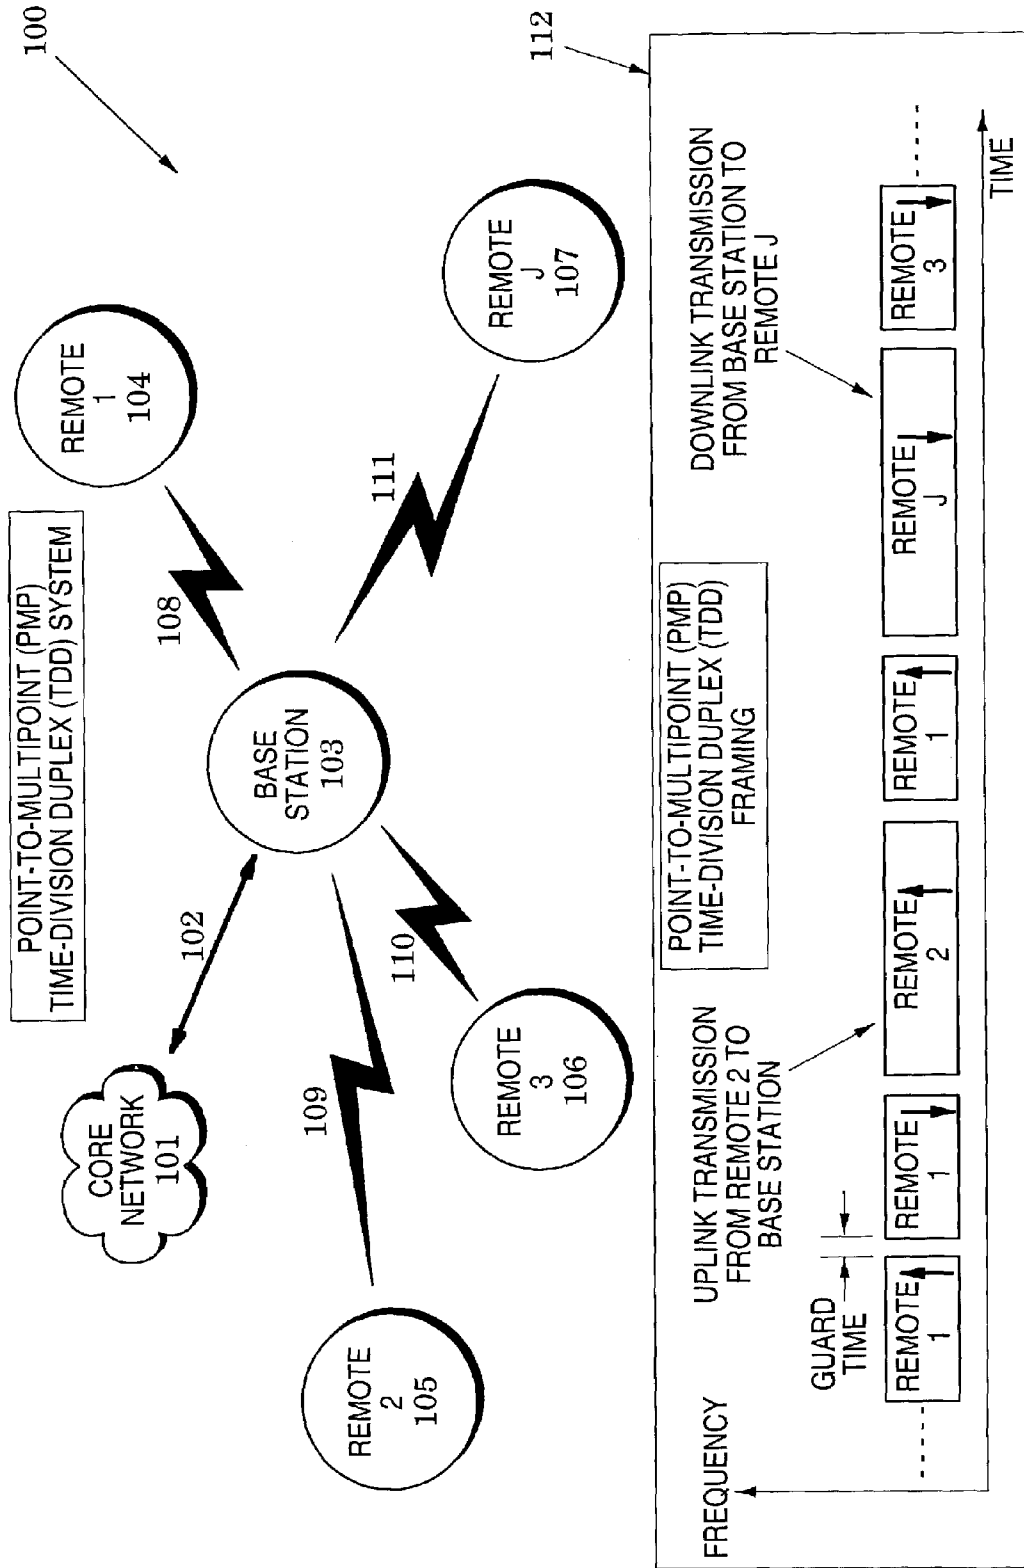 100
POINT-TO-MULTIPOINT (PMP)
TIME-DIVISION DUPLEX (TDD) SYSTEM
CORE
NETWORK
101
102
BASE
STATION
103
REMOTE
1
104
108
REMOTE
2
105
109
REMOTE
3
106
110
REMOTE
J
107
111
112
POINT-TO-MULTIPOINT (PMP)
TIME-DIVISION DUPLEX (TDD)
FRAMING
FREQUENCY
GUARD
TIME
UPLINK TRANSMISSION
FROM REMOTE 2 TO
BASE STATION
DOWNLINK TRANSMISSION
FROM BASE STATION TO
REMOTE J
REMOTE
1
REMOTE
1
REMOTE
2
REMOTE
1
REMOTE
J
REMOTE
3
TIME